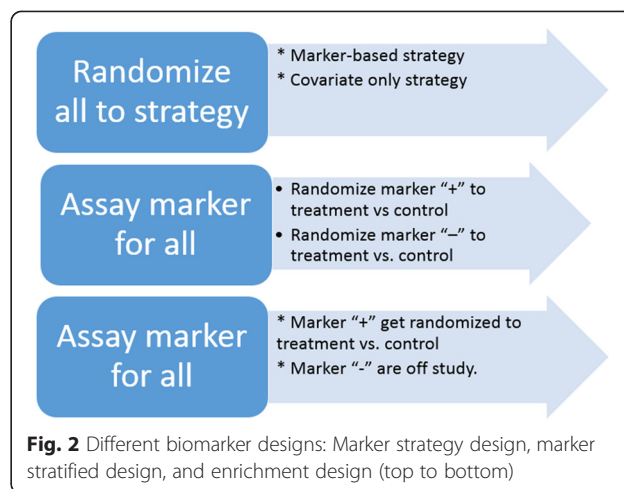 Randomize
all to strategy
* Marker-based strategy
* Covariate only strategy
Assay marker
for all
• Randomize marker “+” to
treatment vs control
• Randomize marker “–” to
treatment vs. control
Assay marker
for all
* Marker “+” get randomized to
treatment vs. control
* Marker “-” are off study.
Fig. 2 Different biomarker designs: Marker strategy design, marker
stratified design, and enrichment design (top to bottom)